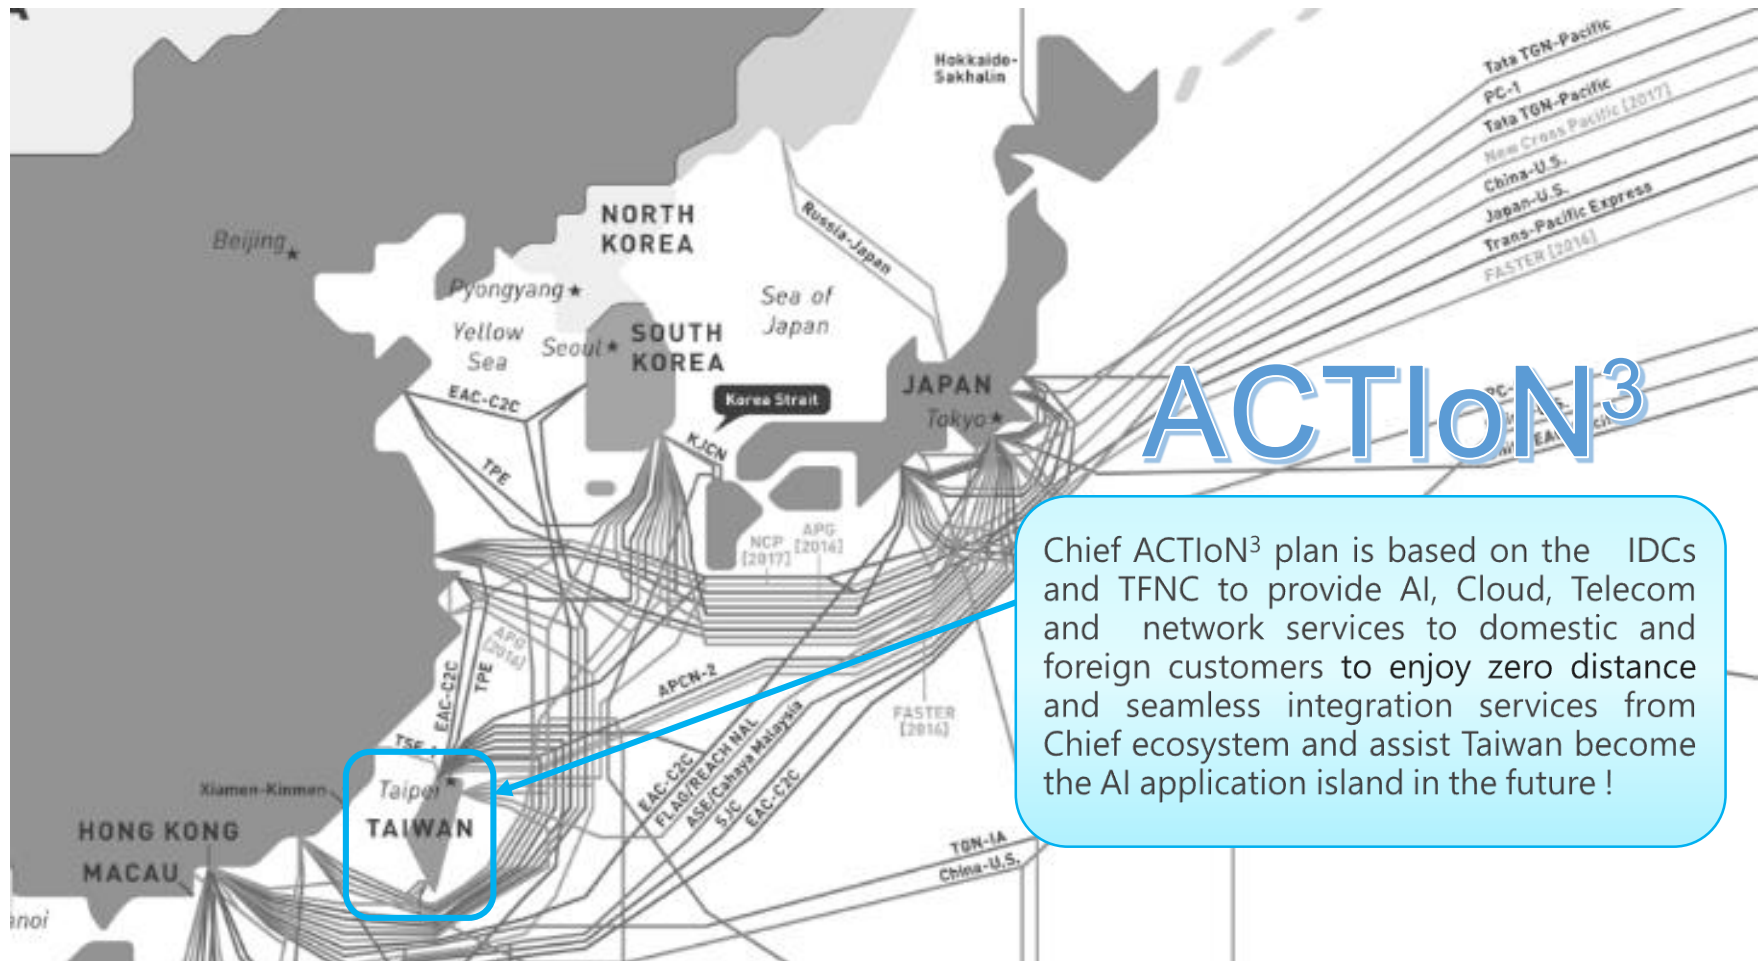 Hokkaido-
Sakhalin
Tata TGN-Pacific
PC-1
Tata TGN-Pacific
New Cross Pacific [2017]
China-U.S.
Japan-U.S.
Trans-Pacific Express
FASTER [2016]
NORTH
KOREA
Russia-Japan
Beijing
Pyongyang
Sea of
Japan
Yellow
Sea
Seoul
SOUTH
KOREA
JAPAN
Tokyo
Korea Strait
EAC-C2C
KJCN
TPE
ACTIoN³
NCP
[2017]
APG
[2016]
Chief ACTIoN³ plan is based on the IDCs
and TFNC to provide AI, Cloud, Telecom
and network services to domestic and
foreign customers to enjoy zero distance
and seamless integration services from
Chief ecosystem and assist Taiwan become
the AI application island in the future !
APG
[2016]
EAC-C2C
TPE
APCN-2
FASTER
[2016]
EAC-C2C
FLAG/REACH NAL
ASE/Cahaya Malaysia
SJC
EAC-C2C
Xiamen-Kinmen
Taipei
TAIWAN
HONG KONG
MACAU
TGN-IA
China-U.S.
anoi